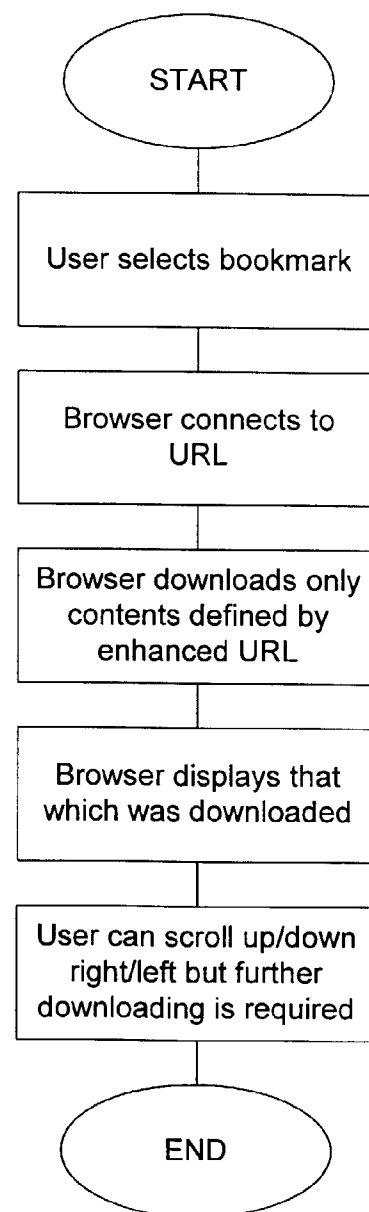 START
User selects bookmark
Browser connects to
URL
Browser downloads only
contents defined by
enhanced URL
Browser displays that
which was downloaded
User can scroll up/down
right/left but further
downloading is required
END